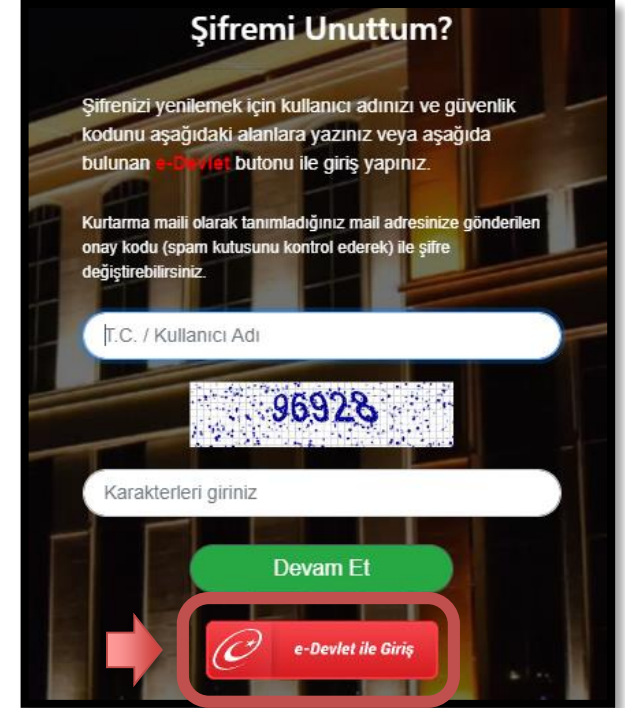 Şifremi Unuttum?
Şifrenizi yenilemek için kullanıcı adınızı ve güvenlik
kodunu aşağıdaki alanlara yazınız veya aşağıda
bulunan e-Devlet butonu ile giriş yapınız.
Kurtarma maili olarak tanımladığınız mail adresinize gönderilen
onay kodu (spam kutusunu kontrol ederek) ile şifre
değiştirebilirsiniz.
T.C. / Kullanıcı Adı
96928
Karakterleri giriniz
Devam Et
e-Devlet ile Giriş